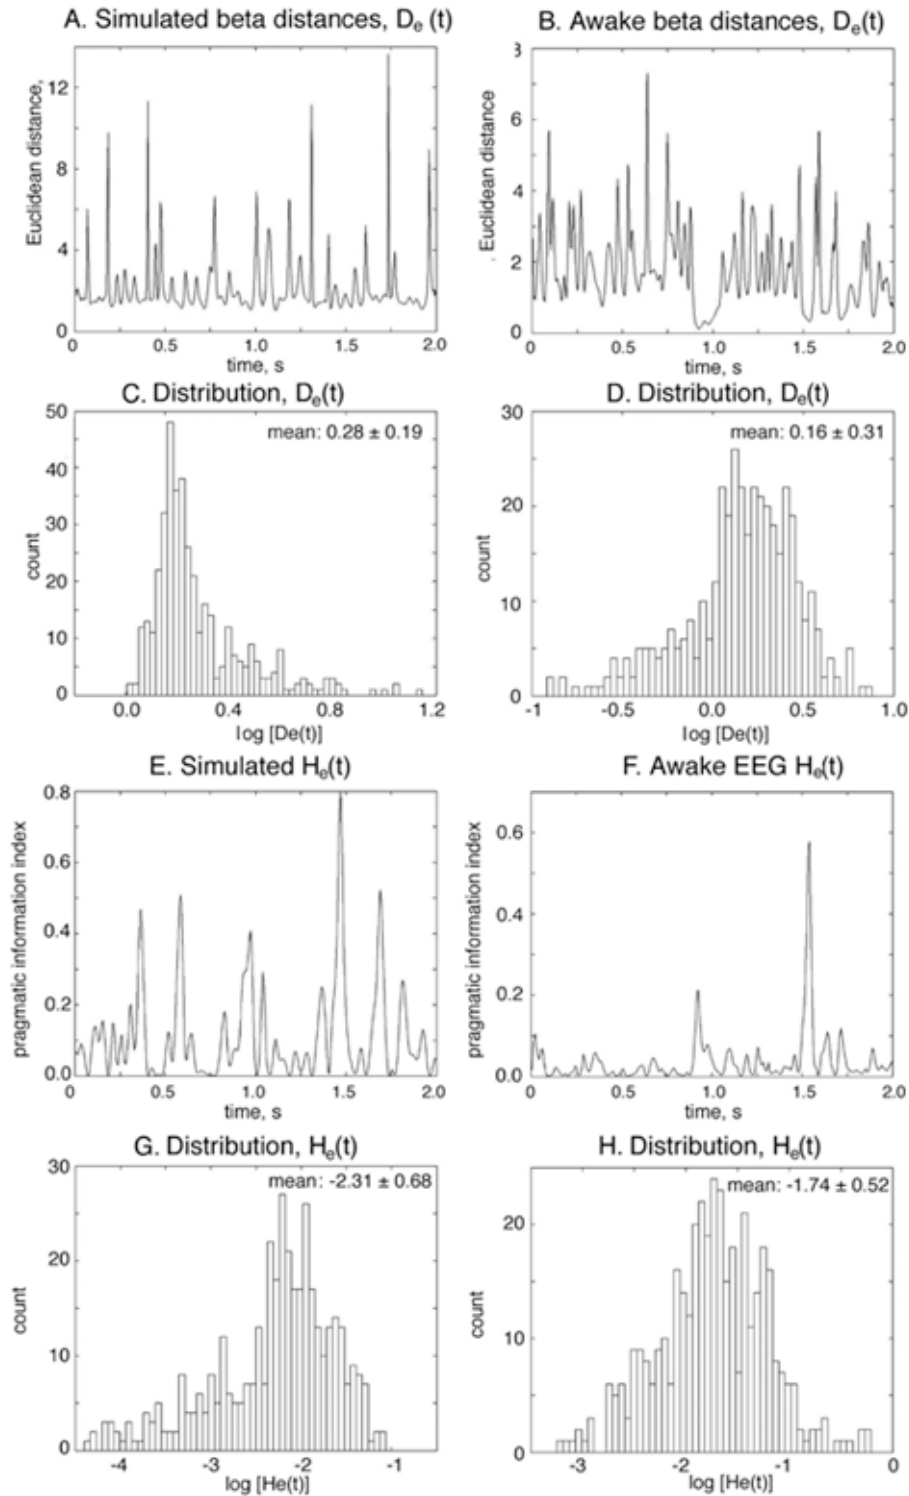 A. Simulated beta distances, De (t)
Euclidean distance,
12
8
4
0
0 0.5 1.0 1.5 2.0
time, s
B. Awake beta distances, De(t)
. Euclidean distance
8
6
4
2
0
0 0.5 1.0 1.5 2.0
time, s
C. Distribution, De(t)
mean: 0.28 ± 0.19
count
50
40
30
20
10
0
0.0 0.4 0.8 1.2
log [De(t)]
D. Distribution, De(t)
mean: 0.16 ± 0.31
count
30
20
10
0
-1 -0.5 0.0 0.5 1.0
log [De(t)]
E. Simulated He(t)
pragmatic information index
0.8
0.6
0.4
0.2
0.0
0 0.5 1.0 1.5 2.0
time, s
F. Awake EEG He(t)
pragmatic information index
0.6
0.4
0.2
0.0
0 0.5 1.0 1.5 2.0
time, s
G. Distribution, He(t)
mean: -2.31 ± 0.68
count
30
20
10
0
-4 -3 -2 -1
log [He(t)]
H. Distribution, He(t)
mean: -1.74 ± 0.52
count
20
10
0
-3 -2 -1 0
log [He(t)]